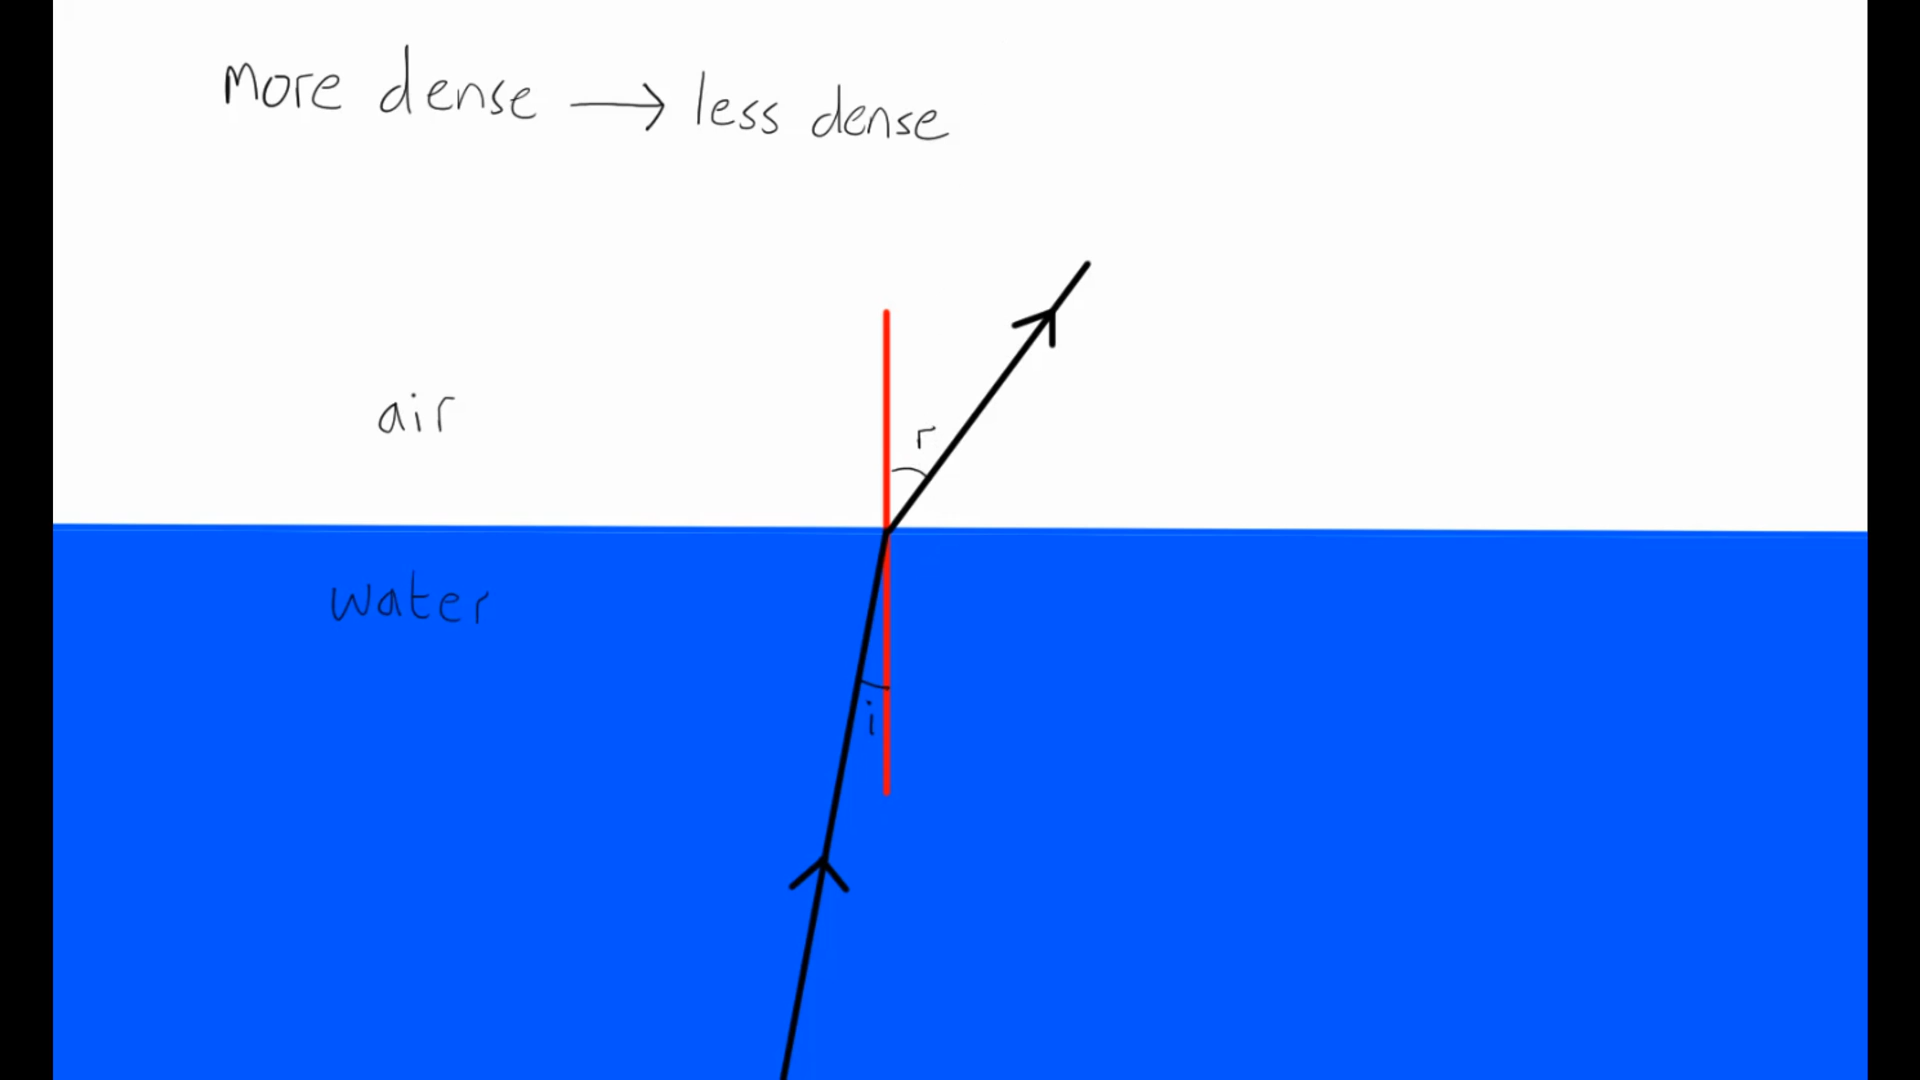 more dense → less dense
air
r
water
i